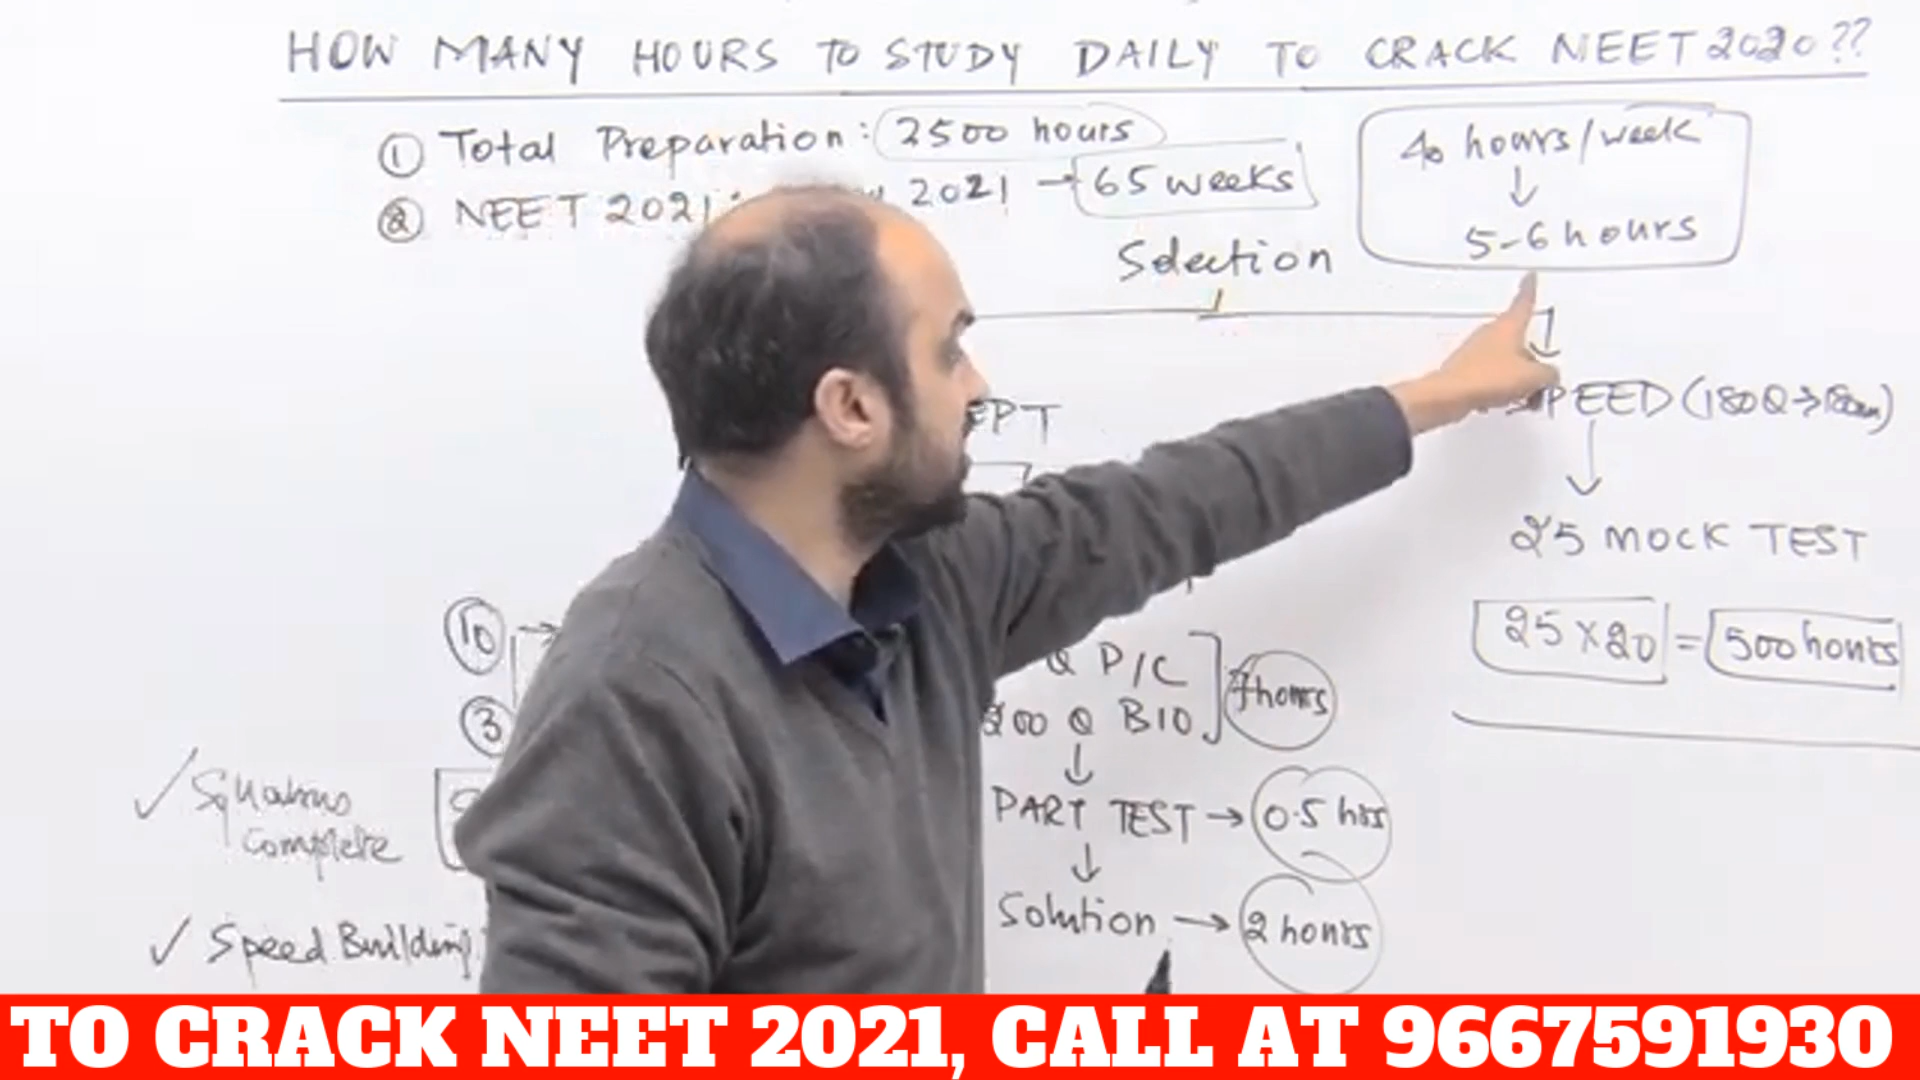 HOW MANY HOURS TO STUDY DAILY TO CRACK NEET 2020??
① Total Preparation: 2500 hours
② NEET 2021 2021 → 65 weeks
40 hours/week
↓
5-6 hours
Selection
EPT
SPEED (180Q→180m)
↓
25 MOCK TEST
25 × 20 = 500 hours
10 →
3
Q P/C
200 Q BIO
7 hours
↓
PART TEST → 0.5 hrs
↓
Solution → 2 hours
✓ Complete
✓ Speed Building
TO CRACK NEET 2021, CALL AT 9667591930